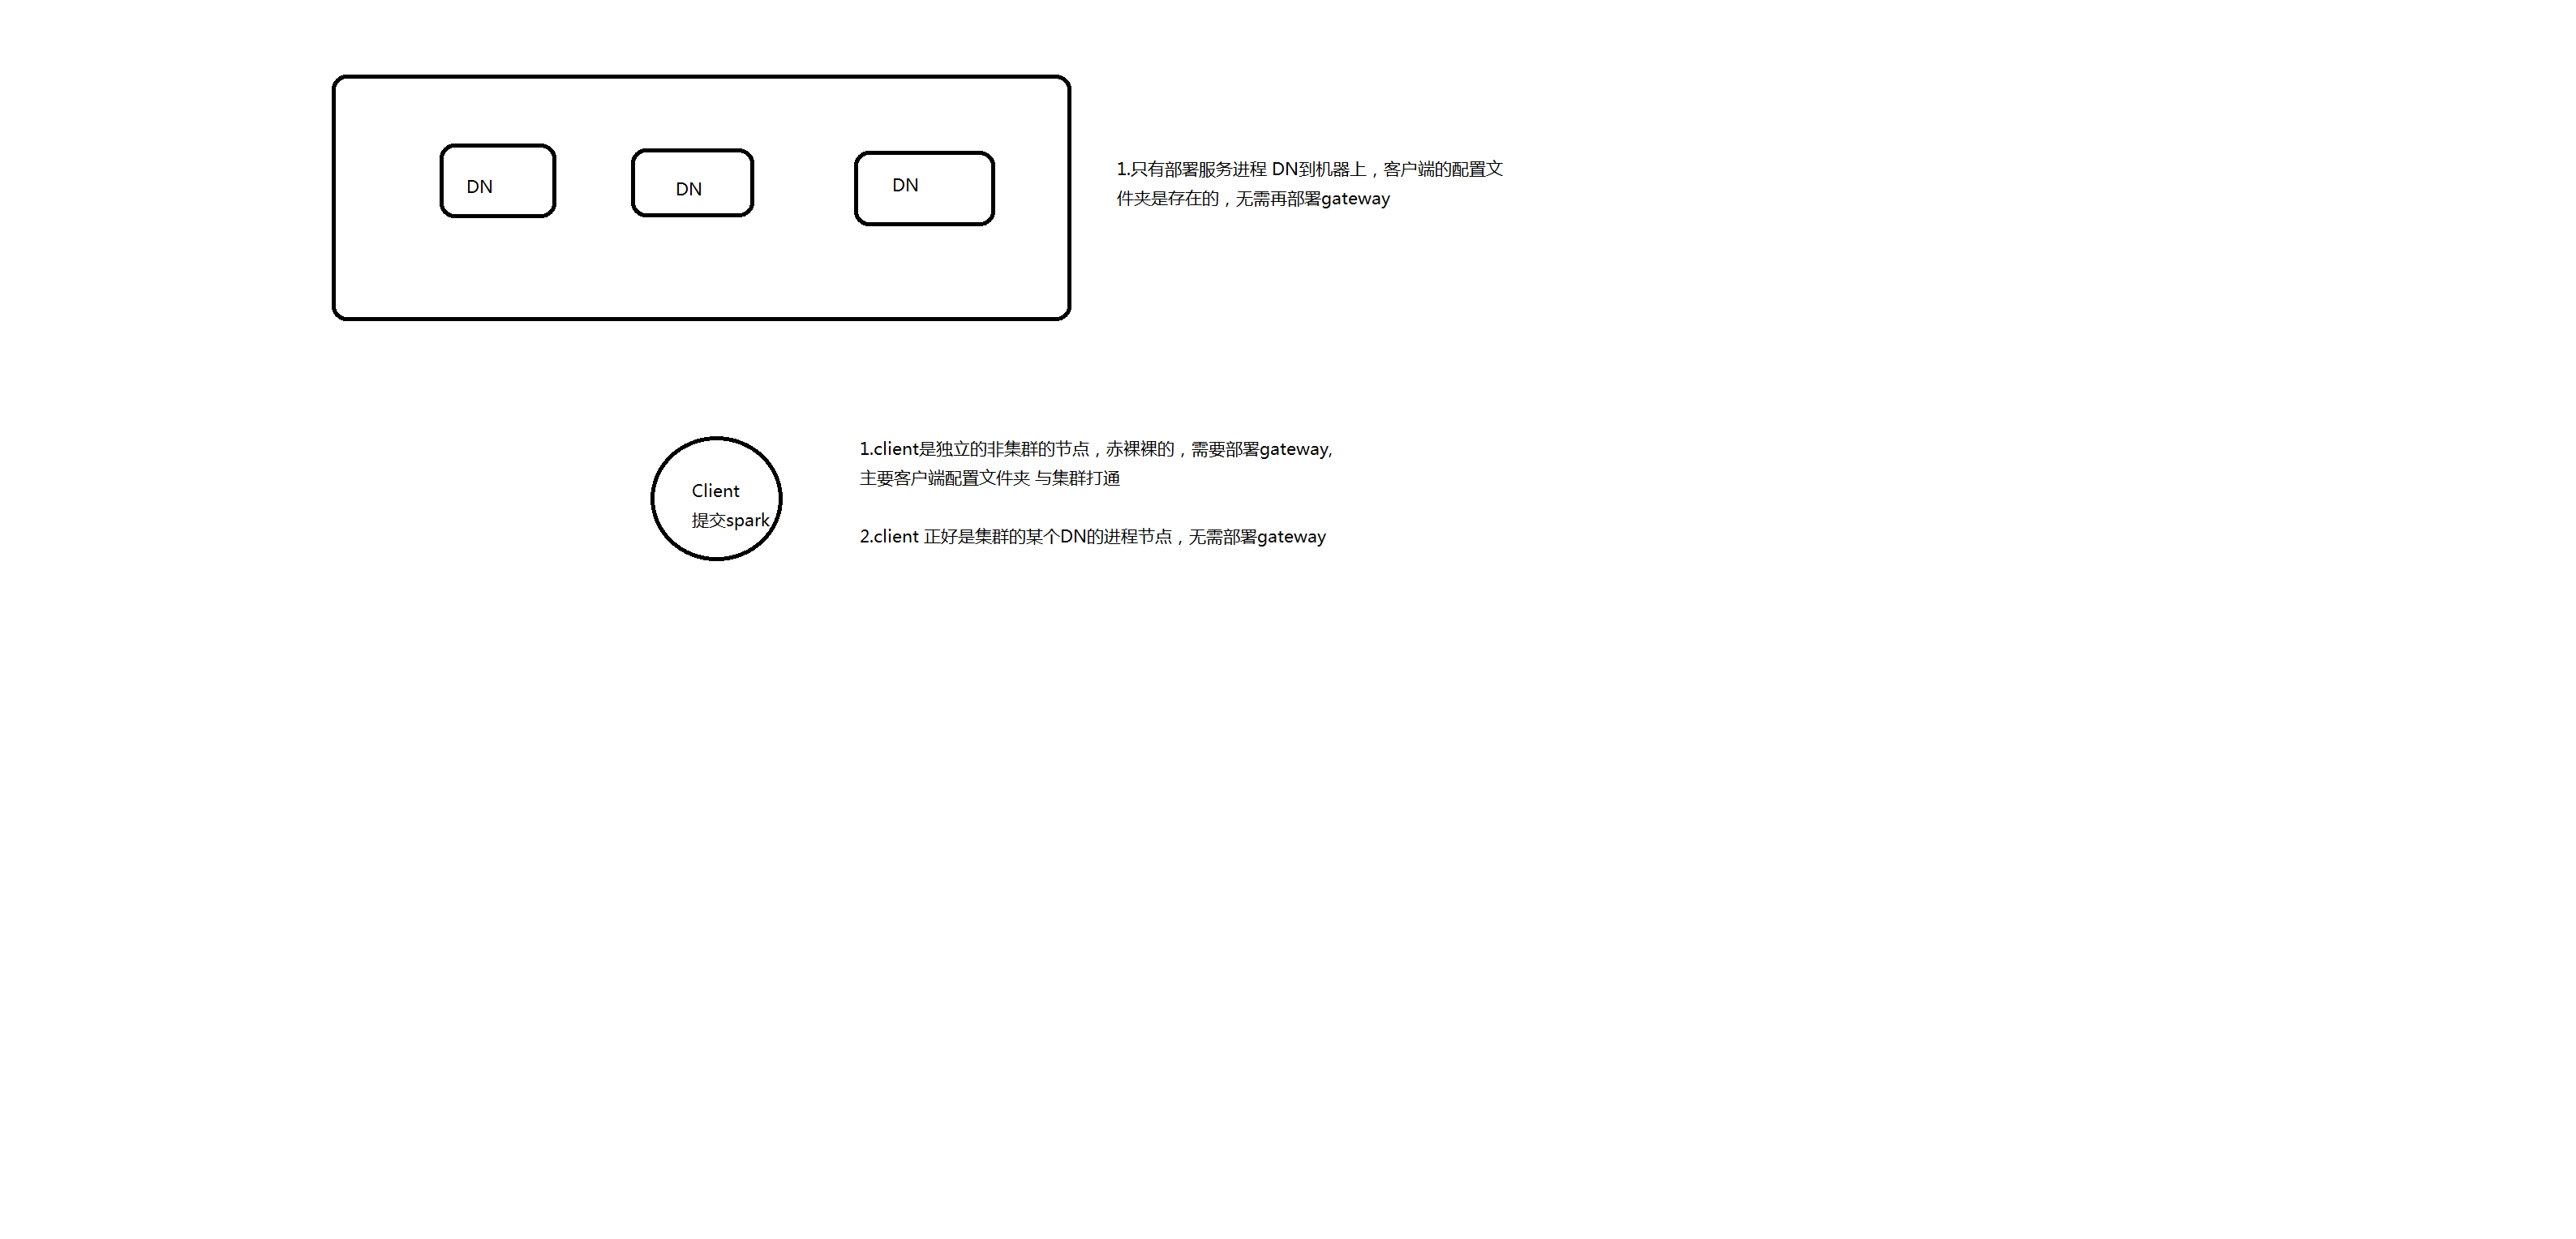 DN
DN
DN
1.只有部署服务进程 DN到机器上，客户端的配置文
件夹是存在的，无需再部署gateway
Client
提交spark
1.client是独立的非集群的节点，赤裸裸的，需要部署gateway,
主要客户端配置文件夹 与集群打通
2.client 正好是集群的某个DN的进程节点，无需部署gateway